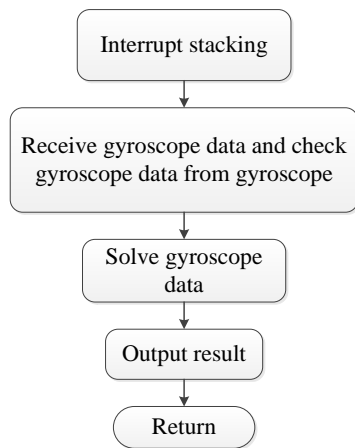 Interrupt stacking
Receive gyroscope data and check
gyroscope data from gyroscope
Solve gyroscope
data
Output result
Return